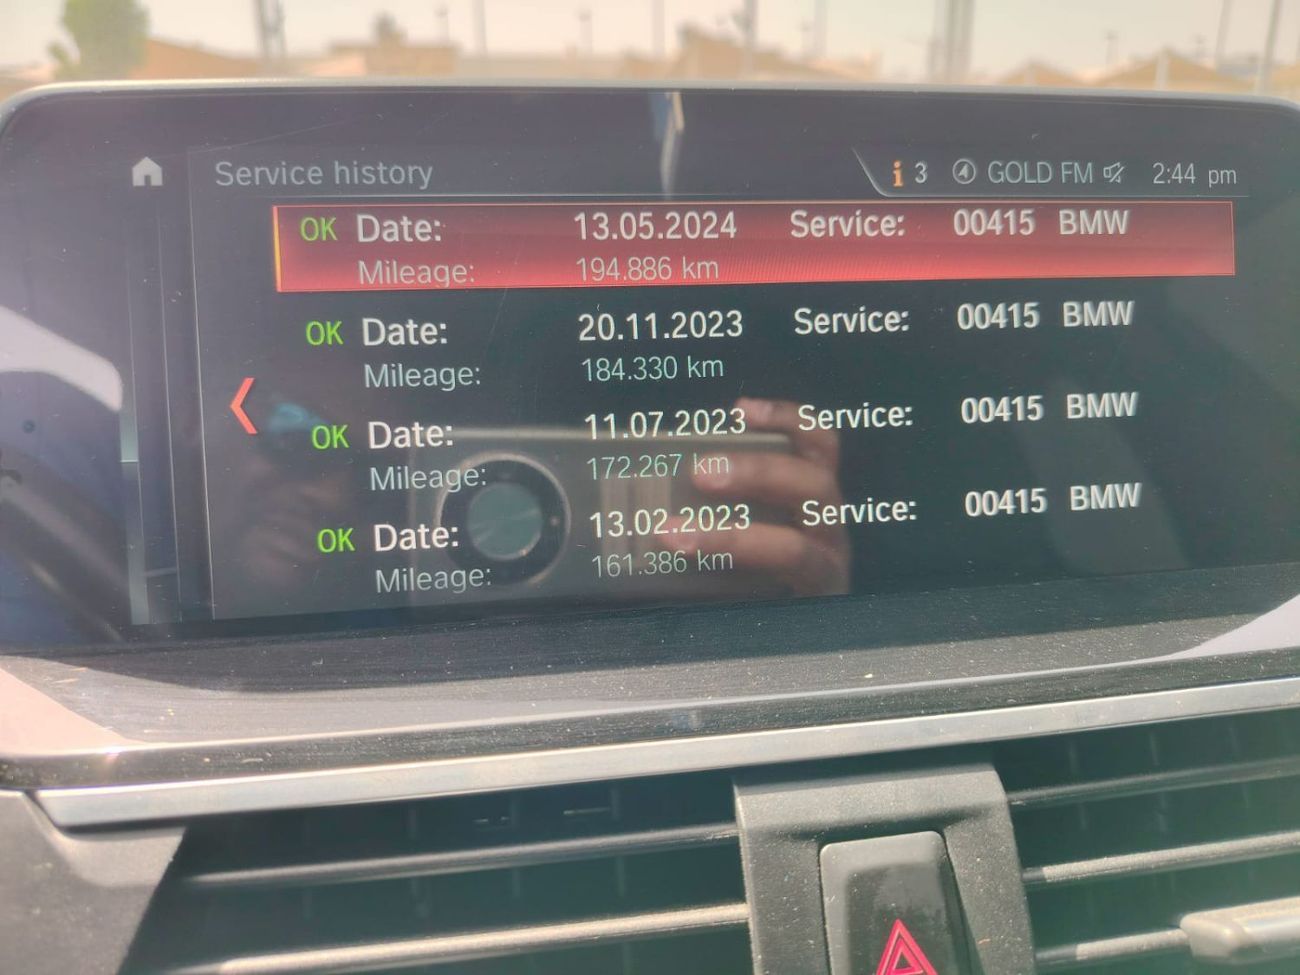 Service history i 3 GOLD FM 2:44 pm
OK Date: 13.05.2024 Service: 00415 BMW
Mileage: 194.886 km
OK Date: 20.11.2023 Service: 00415 BMW
Mileage: 184.330 km
OK Date: 11.07.2023 Service: 00415 BMW
Mileage: 172.267 km
OK Date: 13.02.2023 Service: 00415 BMW
Mileage: 161.386 km